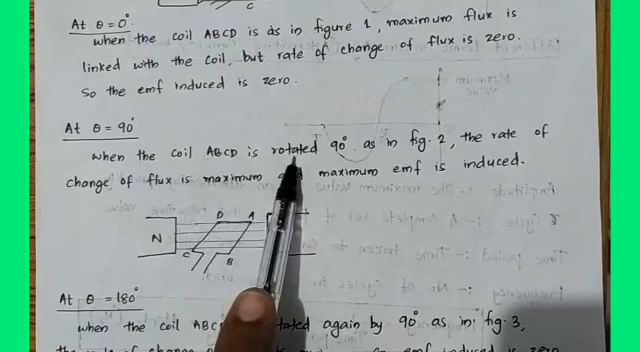 C
At θ = 0°
when the coil ABCD is as in figure 1, maximum flux is
linked with the coil, but rate of change of flux is zero.
So the emf induced is zero.
At θ = 90°
when the coil ABCD is rotated 90° as in fig. 2, the rate of
change of flux is maximum maximum emf is induced.
D A
N
C B
At θ = 180°
when the coil ABC again by 90° as in fig. 3,